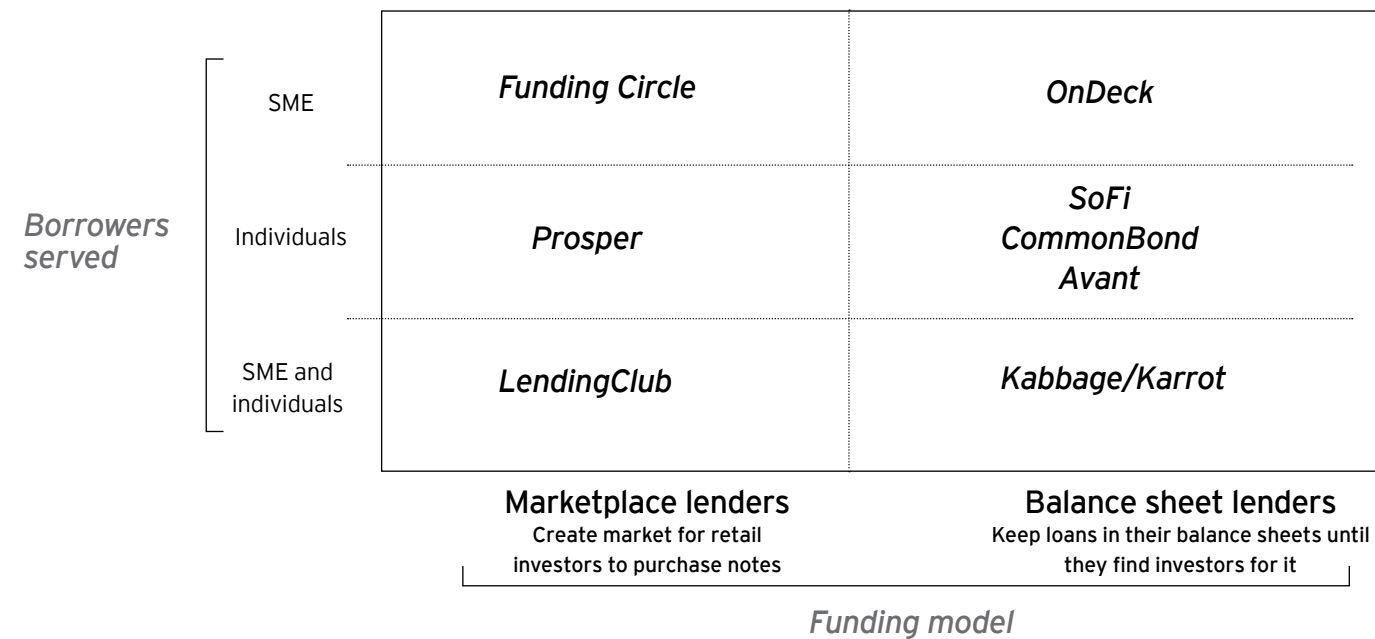 SME
Funding Circle
OnDeck
Borrowers
served
Individuals
Prosper
SoFi
CommonBond
Avant
SME and
individuals
LendingClub
Kabbage/Karrot
Marketplace lenders
Create market for retail
investors to purchase notes
Balance sheet lenders
Keep loans in their balance sheets until
they find investors for it
Funding model